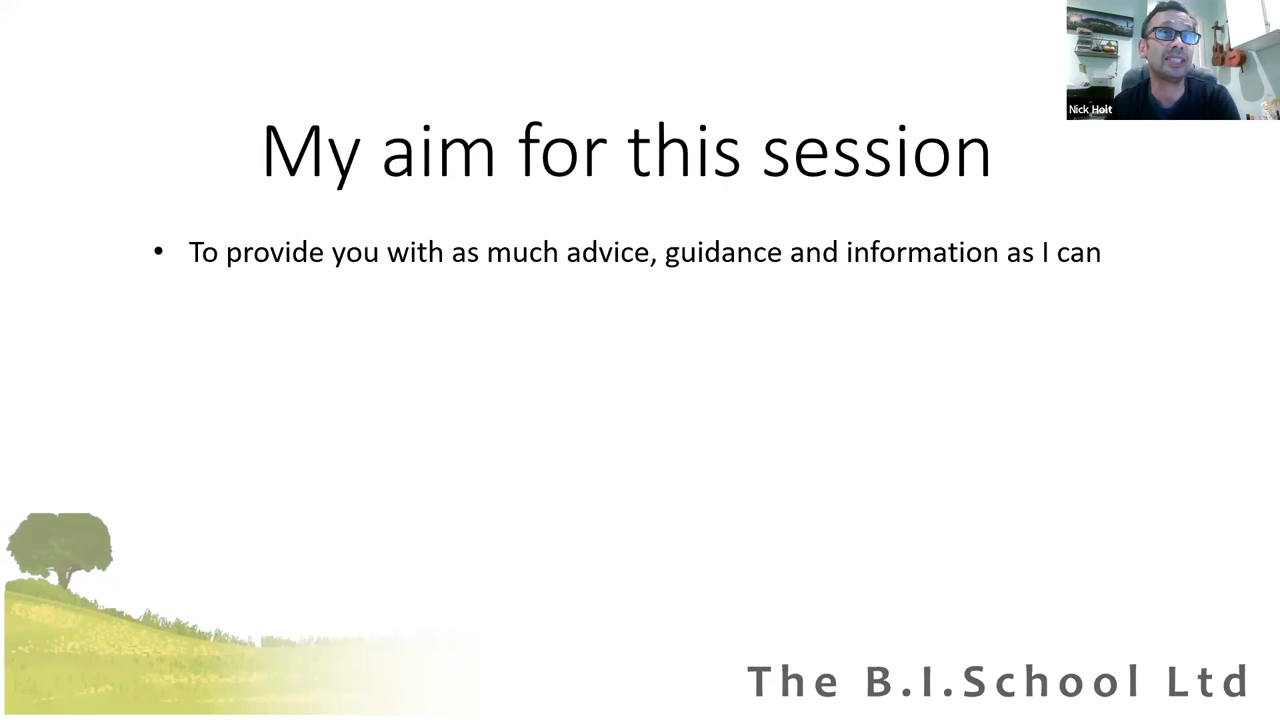 Nick Holt
My aim for this session
• To provide you with as much advice, guidance and information as I can
The B.I.School Ltd